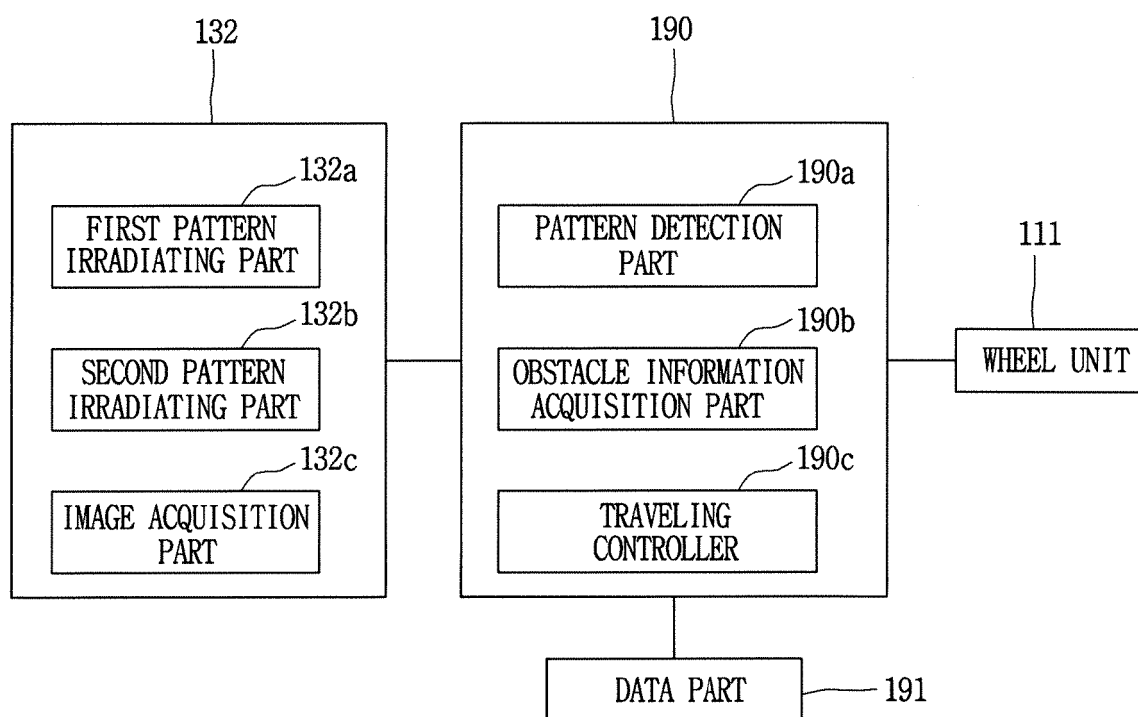 132
190
132a
FIRST PATTERN
IRRADIATING PART
132b
SECOND PATTERN
IRRADIATING PART
132c
IMAGE ACQUISITION
PART
190a
PATTERN DETECTION
PART
190b
OBSTACLE INFORMATION
ACQUISITION PART
190c
TRAVELING
CONTROLLER
111
WHEEL UNIT
DATA PART
191